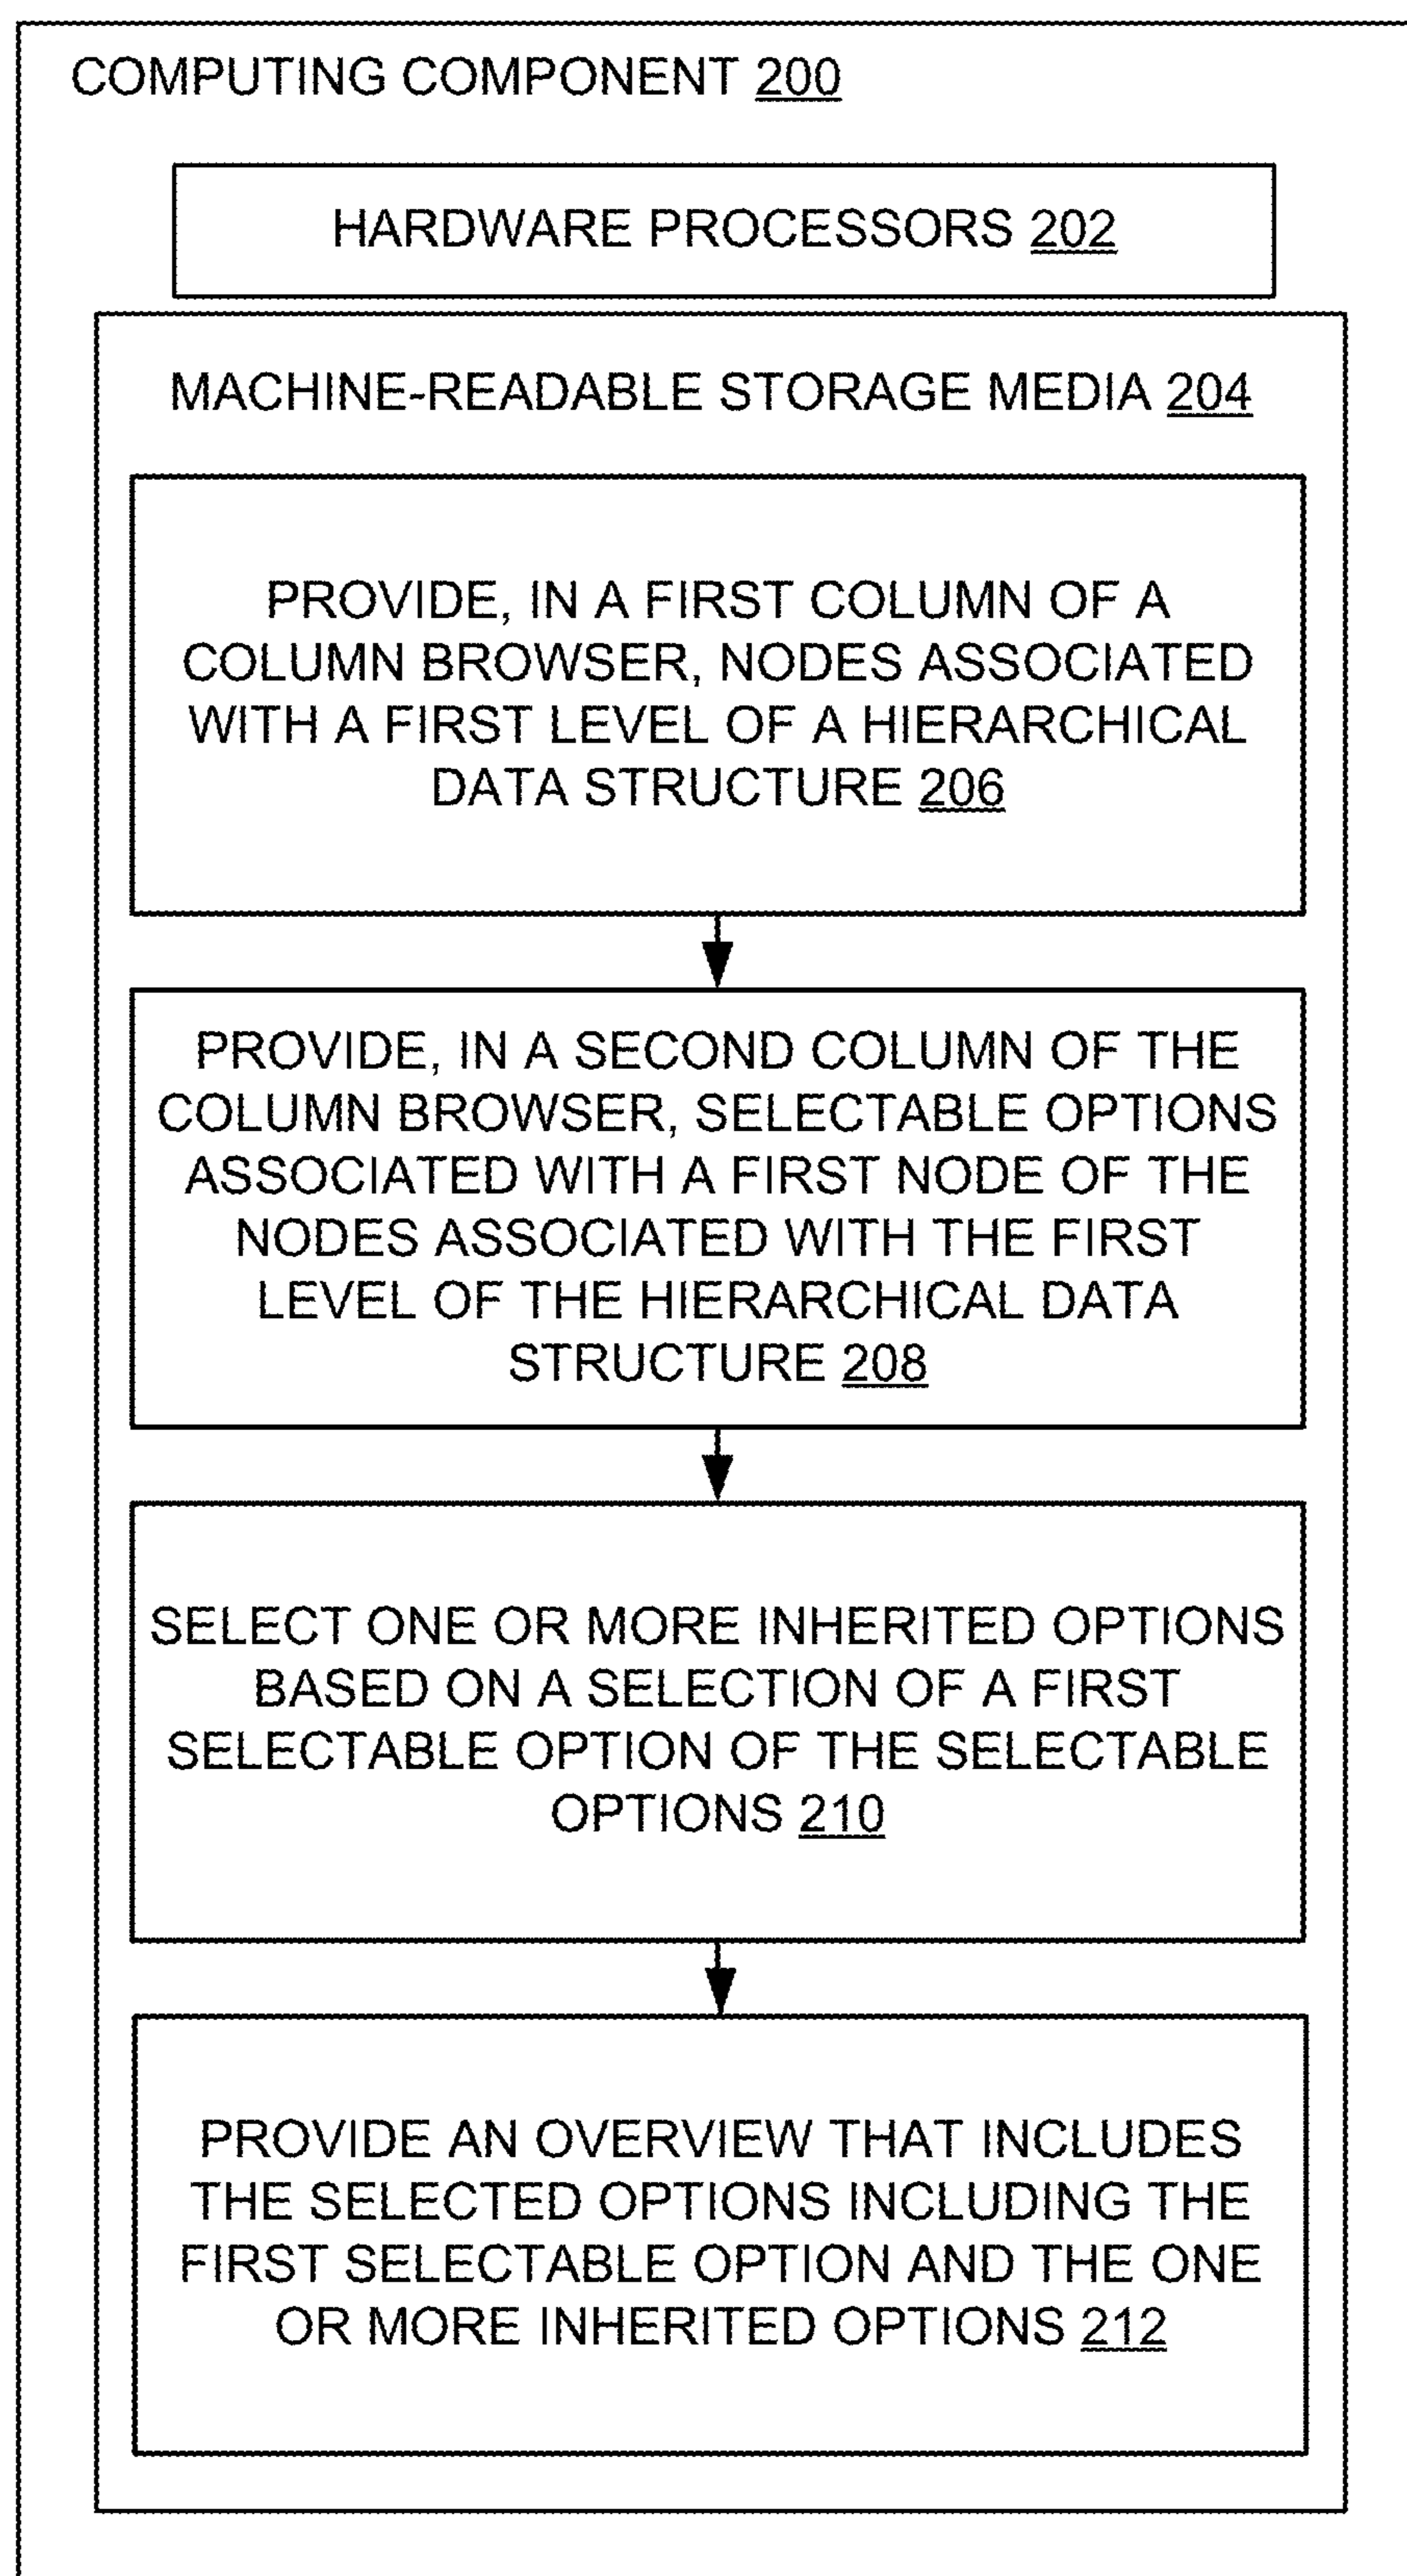 COMPUTING COMPONENT 200
HARDWARE PROCESSORS 202
MACHINE-READABLE STORAGE MEDIA 204
PROVIDE, IN A FIRST COLUMN OF A
COLUMN BROWSER, NODES ASSOCIATED
WITH A FIRST LEVEL OF A HIERARCHICAL
DATA STRUCTURE 206
PROVIDE, IN A SECOND COLUMN OF THE
COLUMN BROWSER, SELECTABLE OPTIONS
ASSOCIATED WITH A FIRST NODE OF THE
NODES ASSOCIATED WITH THE FIRST
LEVEL OF THE HIERARCHICAL DATA
STRUCTURE 208
SELECT ONE OR MORE INHERITED OPTIONS
BASED ON A SELECTION OF A FIRST
SELECTABLE OPTION OF THE SELECTABLE
OPTIONS 210
PROVIDE AN OVERVIEW THAT INCLUDES
THE SELECTED OPTIONS INCLUDING THE
FIRST SELECTABLE OPTION AND THE ONE
OR MORE INHERITED OPTIONS 212